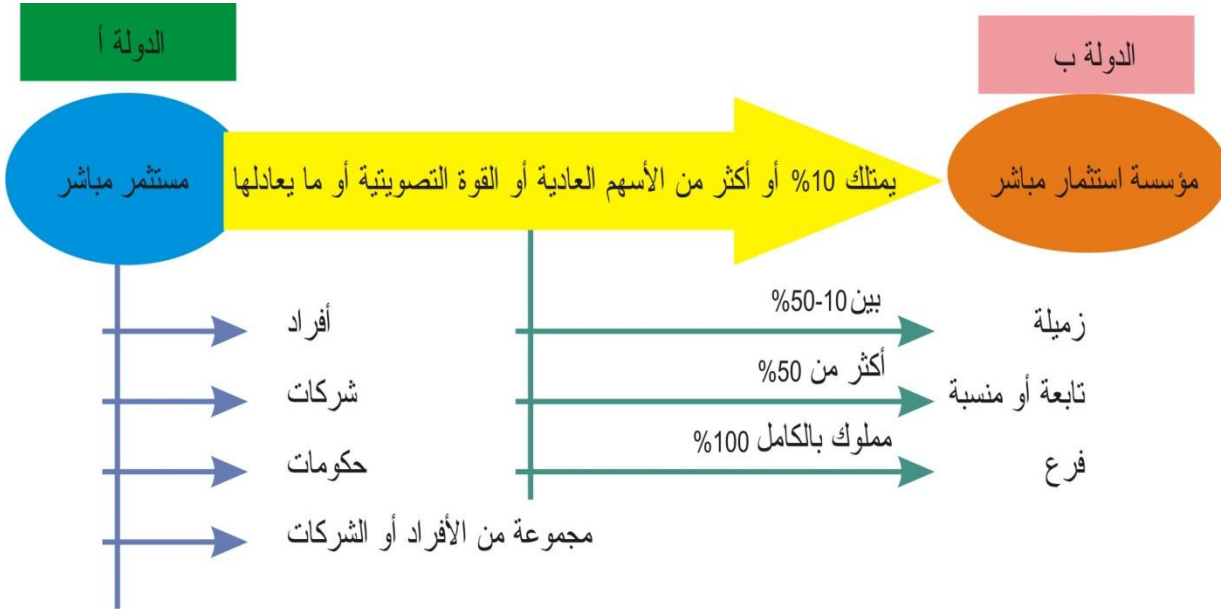 الدولة أ
الدولة ب
مستثمر مباشر
يمتلك 10% أو أكثر من الأسهم العادية أو القوة التصويتية أو ما يعادلها
مؤسسة استثمار مباشر
أفراد
شركات
حكومات
مجموعة من الأفراد أو الشركات
بين 10-50%
زميلة
أكثر من 50%
تابعة أو منسبة
مملوك بالكامل 100%
فرع